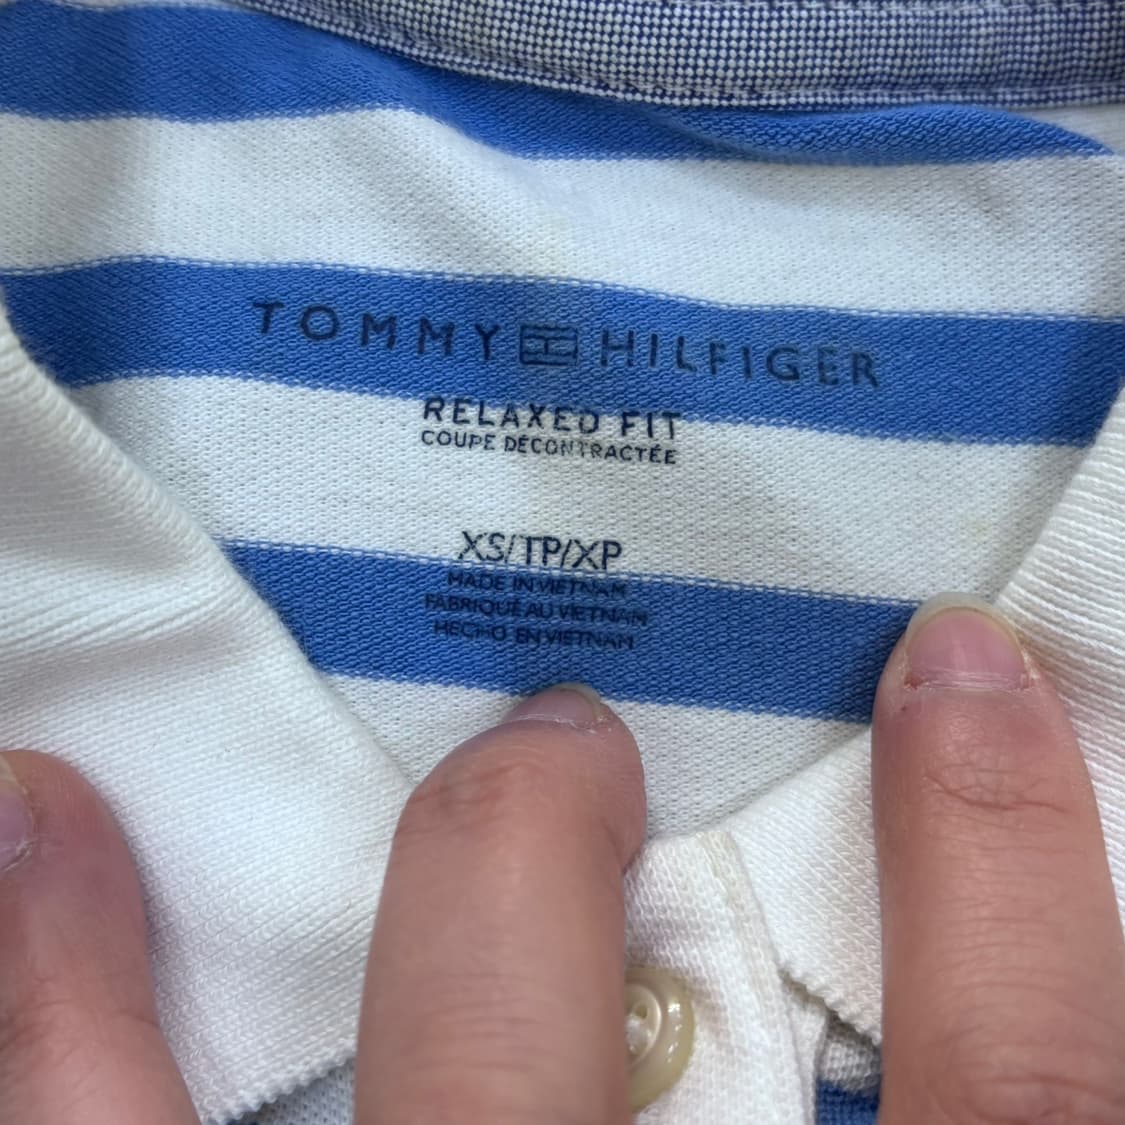 TOMMY HILFIGER
RELAXED FIT
COUPE DÉCONTRACTÉE
XS/TP/XP
MADE IN VIETNAM
FABRIQUÉ AU VIETNAM
HECHO EN VIETNAM